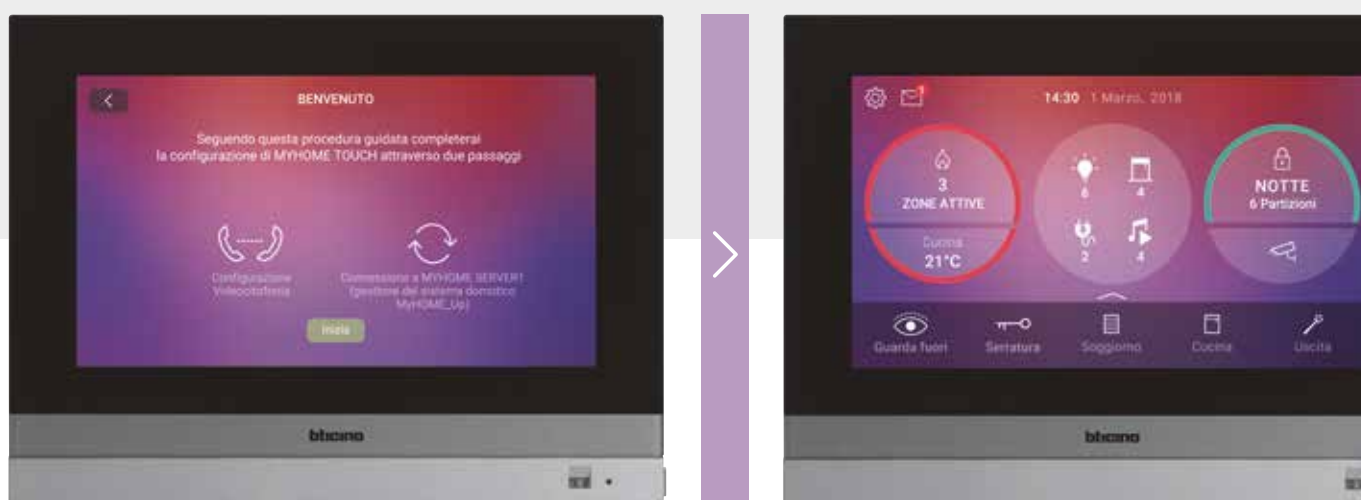 BENVENUTO
Seguendo questa procedura guidata completerai
la configurazione di MYHOME TOUCH attraverso due passaggi
Configurazione
Videocitofonia
Connessione a MYHOME SERVER1
(gestione del sistema domotico
MyHOME_Up)
Inizia
bticino
1
14:30 1 Marzo, 2018
3
ZONE ATTIVE
Cucina
21°C
6
4
2
4
NOTTE
6 Partizioni
Guarda fuori
Serratura
Soggiorno
Cucina
Uscita
bticino